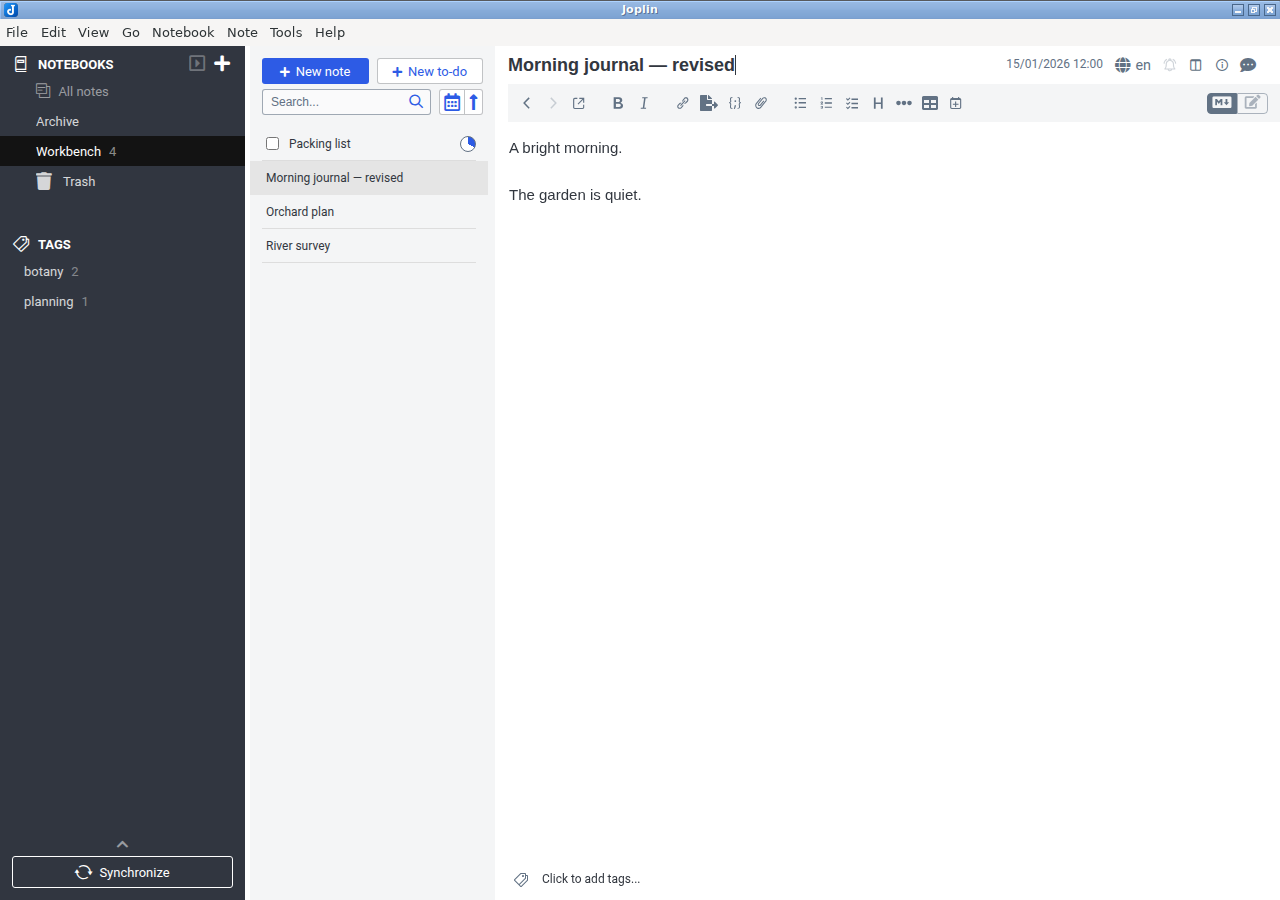 Joplin
File Edit View Go Notebook Note Tools Help
NOTEBOOKS
All notes
Archive
Workbench 4
Trash
TAGS
botany 2
planning 1
Synchronize
New note
New to-do
Search...
Packing list
Morning journal — revised
Orchard plan
River survey
Morning journal — revised
15/01/2026 12:00
en
A bright morning.
The garden is quiet.
Click to add tags...